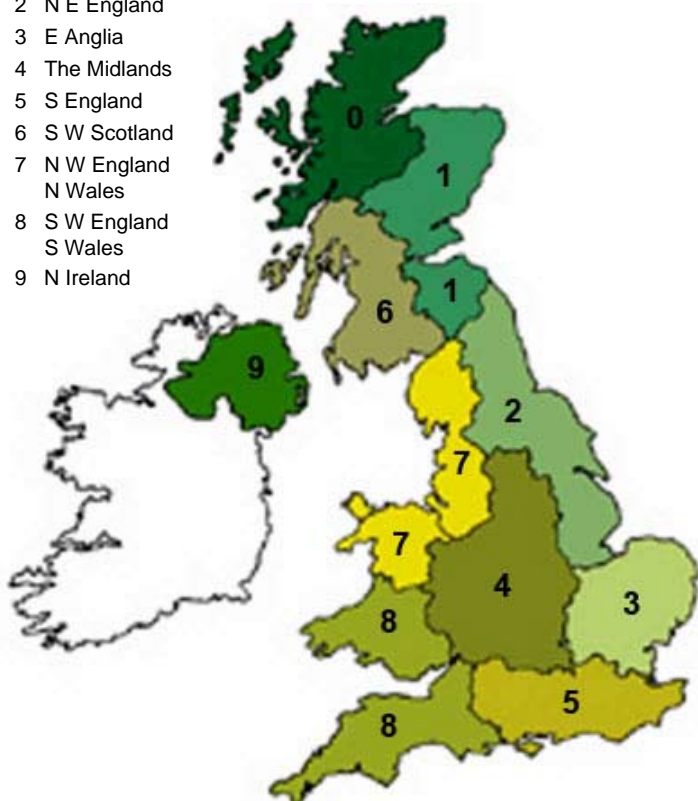 2 N E England
3 E Anglia
4 The Midlands
5 S England
6 S W Scotland
7 N W England
N Wales
8 S W England
S Wales
9 N Ireland
0
1
1
6
9
2
7
7
4
3
8
5
8